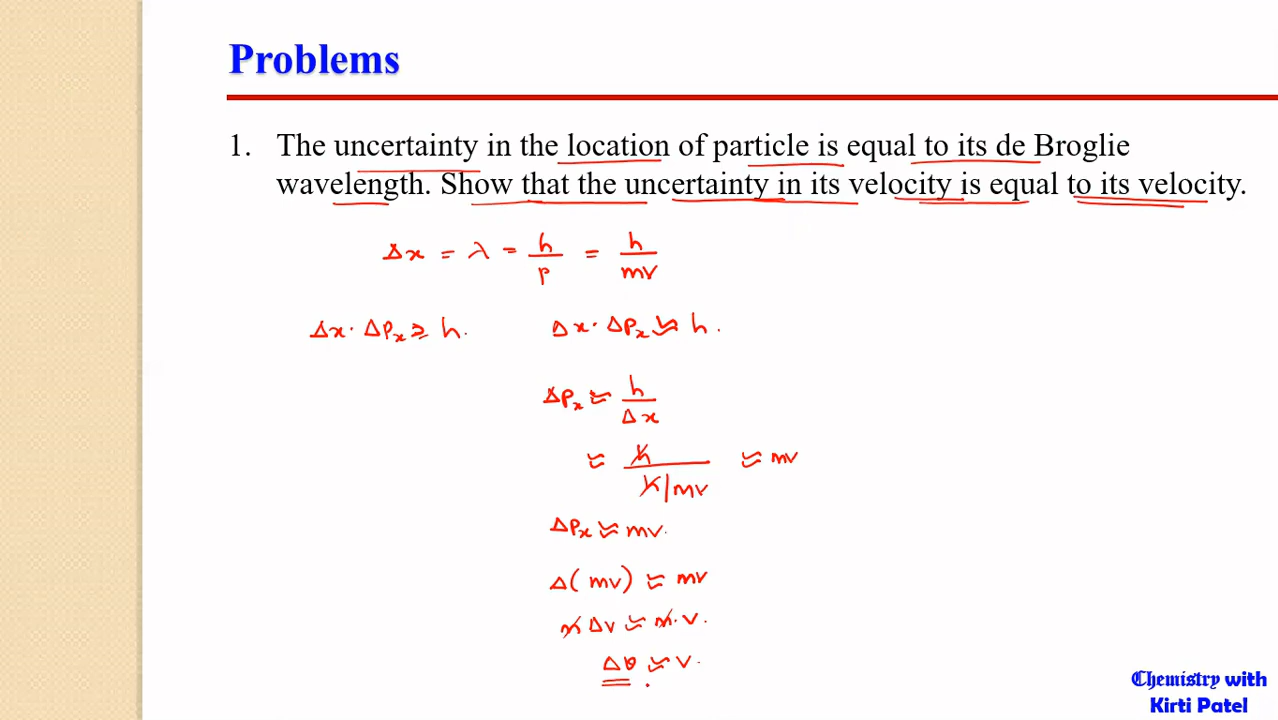 Problems
1. The uncertainty in the location of particle is equal to its de Broglie
wavelength. Show that the uncertainty in its velocity is equal to its velocity.
Δx = λ = h/p = h/mv
Δx · ΔPx ≥ h. Δx · ΔPx ≈ h.
ΔPx ≈ h/Δx
≈ h/h/mv ≈ mv
ΔPx ≈ mv.
Δ(mv) ≈ mv
m Δv ≈ m · v.
Δv ≈ v.
Chemistry with
Kirti Patel